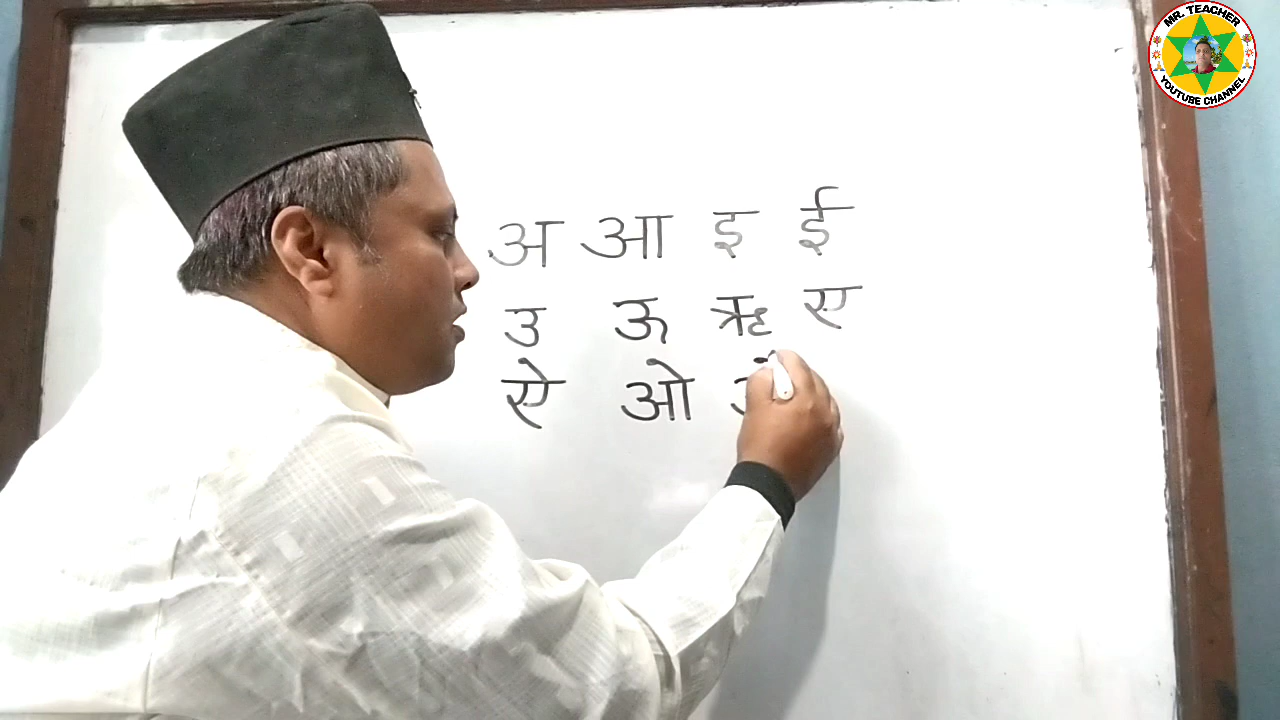 MR. TEACHER
YOUTUBE CHANNEL
अ आ इ ई
उ ऊ ऋ ए
ऐ ओ